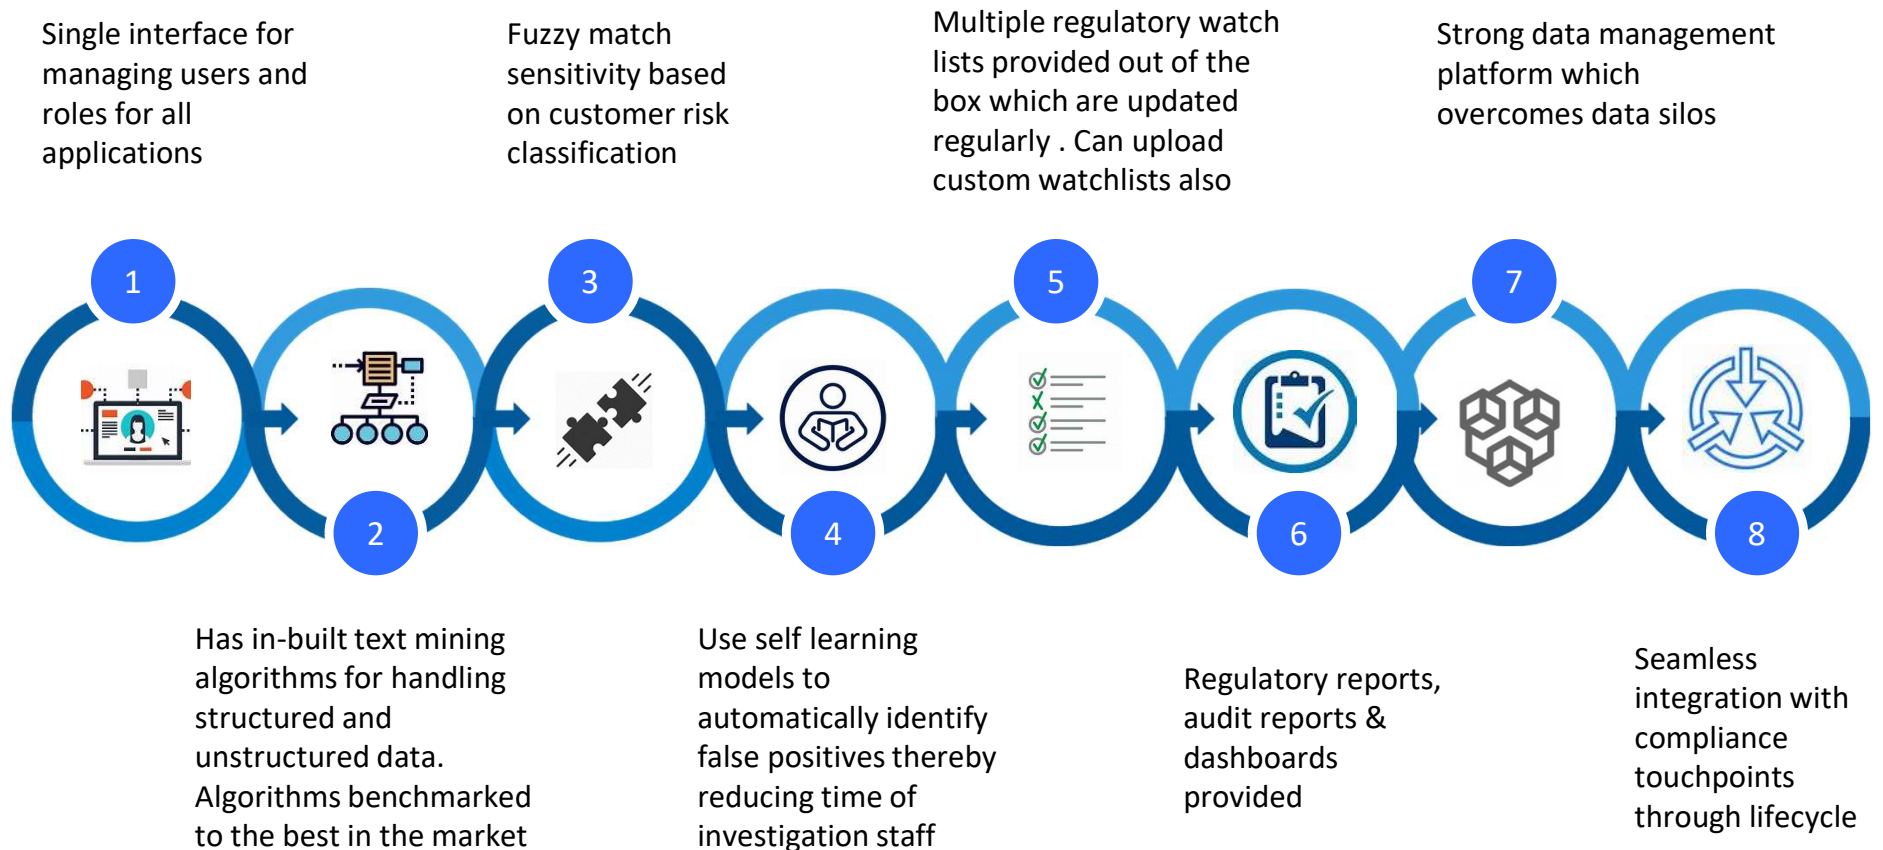 Single interface for
managing users and
roles for all
applications
Fuzzy match
sensitivity based
on customer risk
classification
Multiple regulatory watch
lists provided out of the
box which are updated
regularly . Can upload
custom watchlists also
Strong data management
platform which
overcomes data silos
1
3
5
7
2
4
6
8
Has in-built text mining
algorithms for handling
structured and
unstructured data.
Algorithms benchmarked
to the best in the market
Use self learning
models to
automatically identify
false positives thereby
reducing time of
investigation staff
Regulatory reports,
audit reports &
dashboards
provided
Seamless
integration with
compliance
touchpoints
through lifecycle